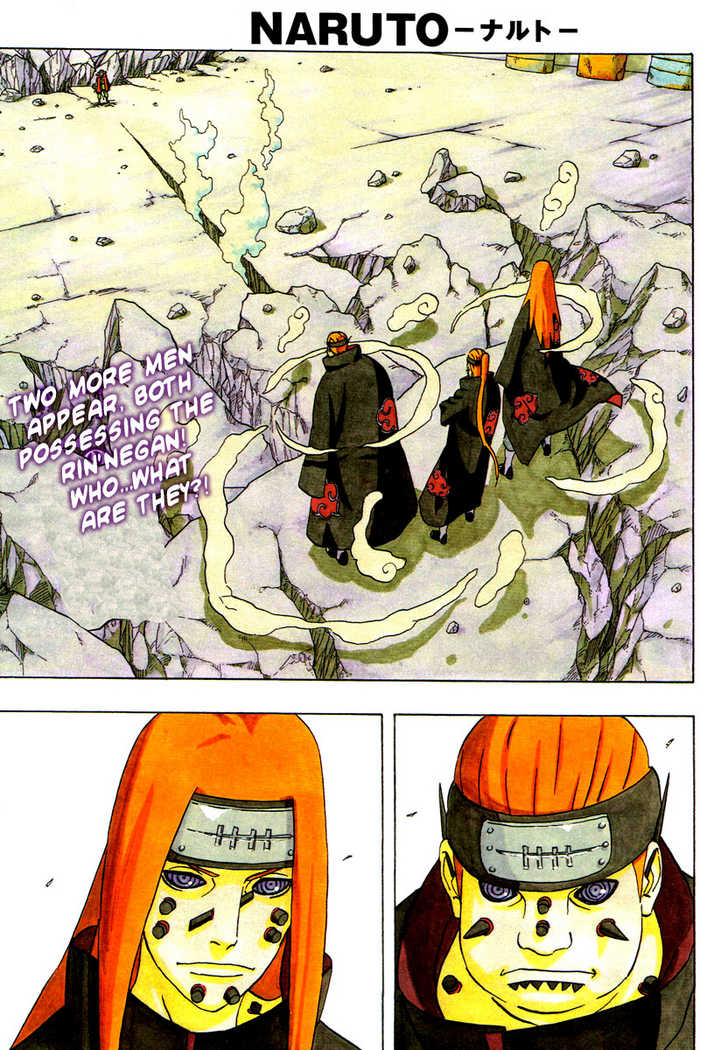 NARUTO－ナルト－
TWO MORE MEN
APPEAR, BOTH
POSSESSING THE
RIN'NEGAN!
WHO...WHAT
ARE THEY?!